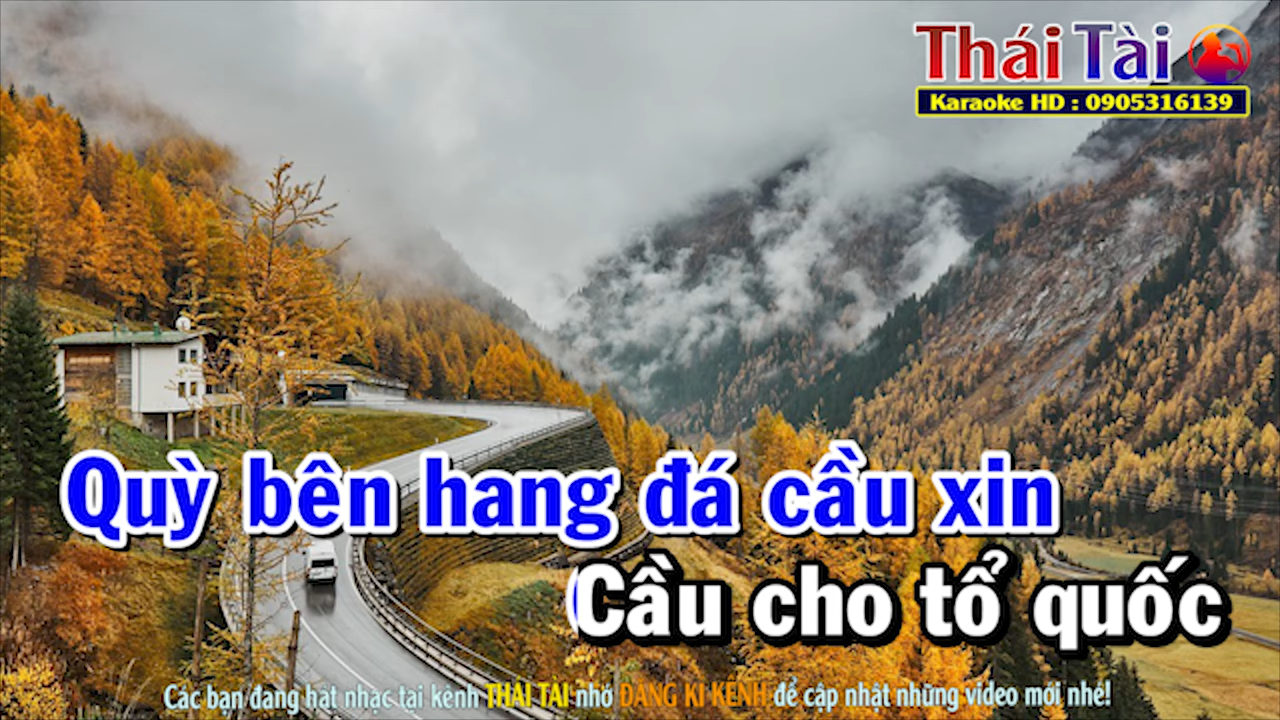 Thái Tài
Karaoke HD : 0905316139
Quỳ bên hang đá cầu xin
Cầu cho tổ quốc
Các bạn đang hát nhạc tại kênh THÁI TÀI nhớ ĐĂNG KÍ KÊNH để cập nhật những video mới nhé!